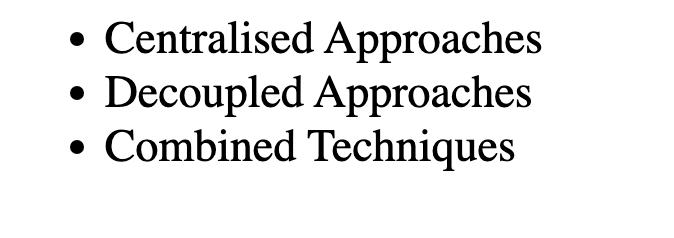 • Centralised Approaches
• Decoupled Approaches
• Combined Techniques